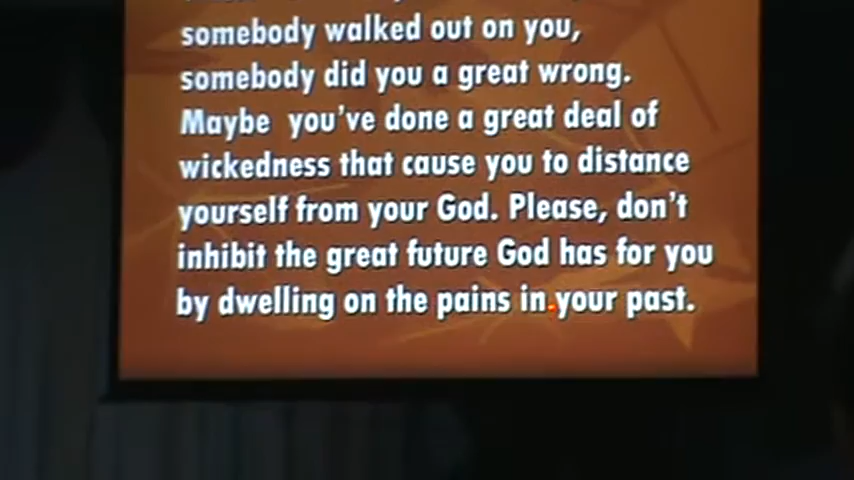 somebody walked out on you,
somebody did you a great wrong.
Maybe you've done a great deal of
wickedness that cause you to distance
yourself from your God. Please, don't
inhibit the great future God has for you
by dwelling on the pains in your past.